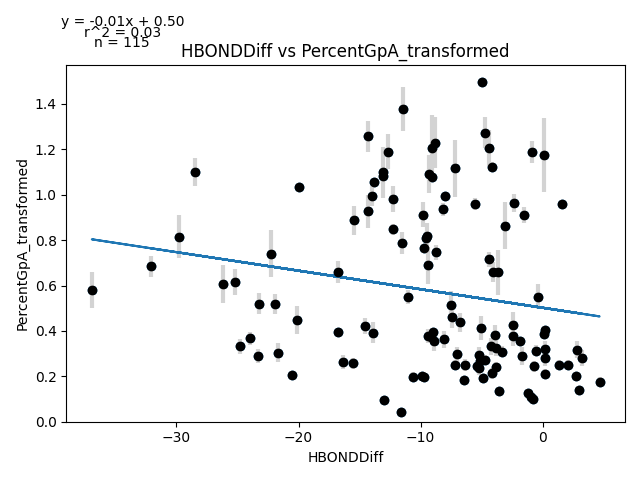 y = -0.01x + 0.50
r^2 = 0.03
n = 115
HBONDDiff vs PercentGpA_transformed
PercentGpA_transformed
1.4
1.2
1.0
0.8
0.6
0.4
0.2
0.0
−30
−20
−10
0
HBONDDiff